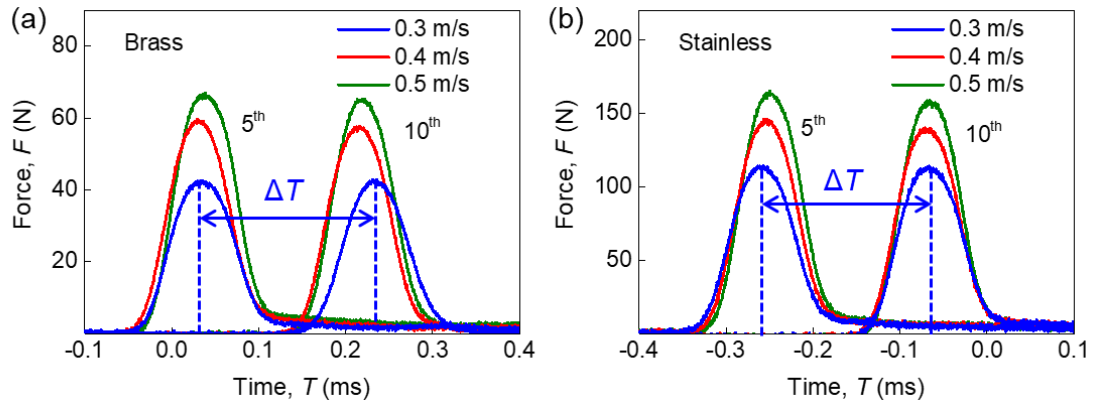 (a)
Brass
0.3 m/s
0.4 m/s
0.5 m/s
5th
10th
ΔT
80
60
40
20
Force, F (N)
-0.1
0.0
0.1
0.2
0.3
0.4
Time, T (ms)
(b)
Stainless
0.3 m/s
0.4 m/s
0.5 m/s
5th
10th
ΔT
200
150
100
50
0
Force, F (N)
-0.4
-0.3
-0.2
-0.1
0.0
0.1
Time, T (ms)